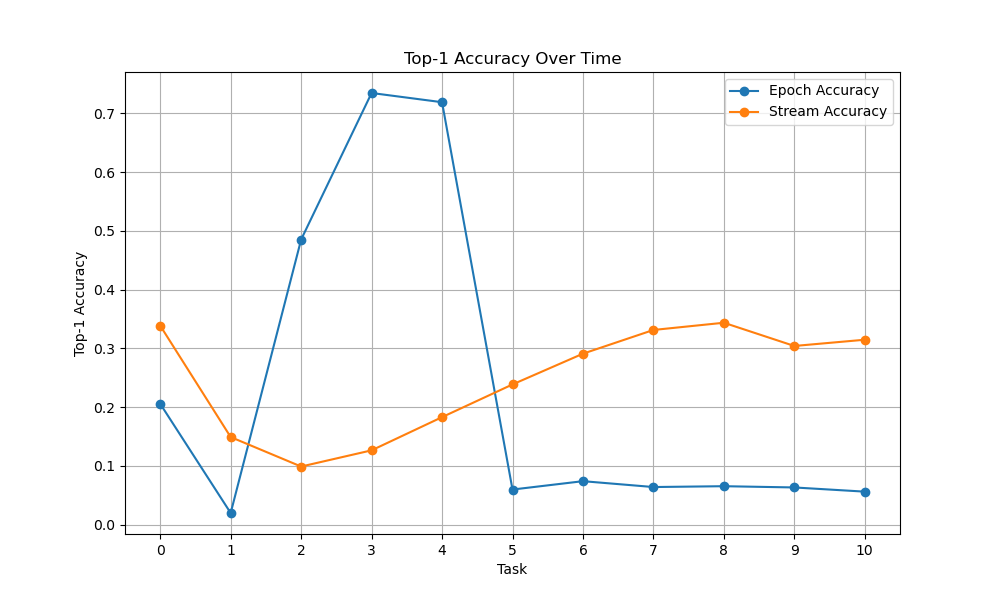 Top-1 Accuracy Over Time
Epoch Accuracy
Stream Accuracy
Top-1 Accuracy
0.7
0.6
0.5
0.4
0.3
0.2
0.1
0.0
0 1 2 3 4 5 6 7 8 9 10
Task